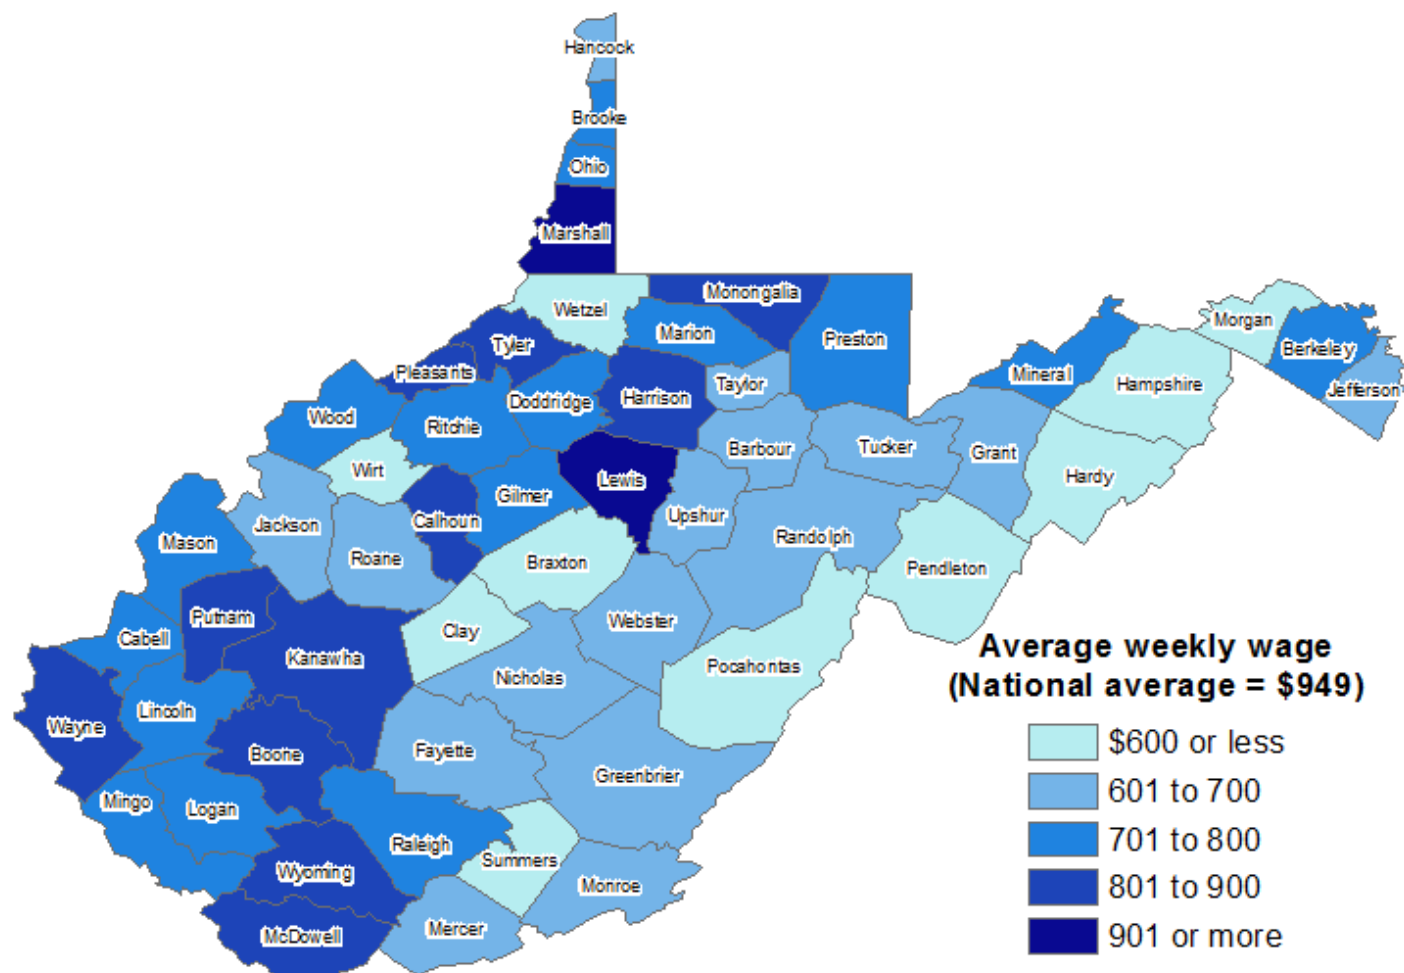 Hancock
Brooke
Ohio
Marshall
Wetzel
Monongalia
Marion
Preston
Morgan
Berkeley
Jefferson
Mineral
Hampshire
Tyler
Pleasants
Doddridge
Harrison
Taylor
Wood
Ritchie
Barbour
Tucker
Grant
Hardy
Wirt
Lewis
Gilmer
Calhoun
Upshur
Jackson
Roane
Randolph
Mason
Braxton
Pendleton
Putnam
Cabell
Clay
Webster
Kanawha
Pocahontas
Nicholas
Wayne
Lincoln
Boone
Fayette
Greenbrier
Mingo
Logan
Raleigh
Summers
Wyoming
Monroe
McDowell
Mercer
Average weekly wage
(National average = $949)
$600 or less
601 to 700
701 to 800
801 to 900
901 or more